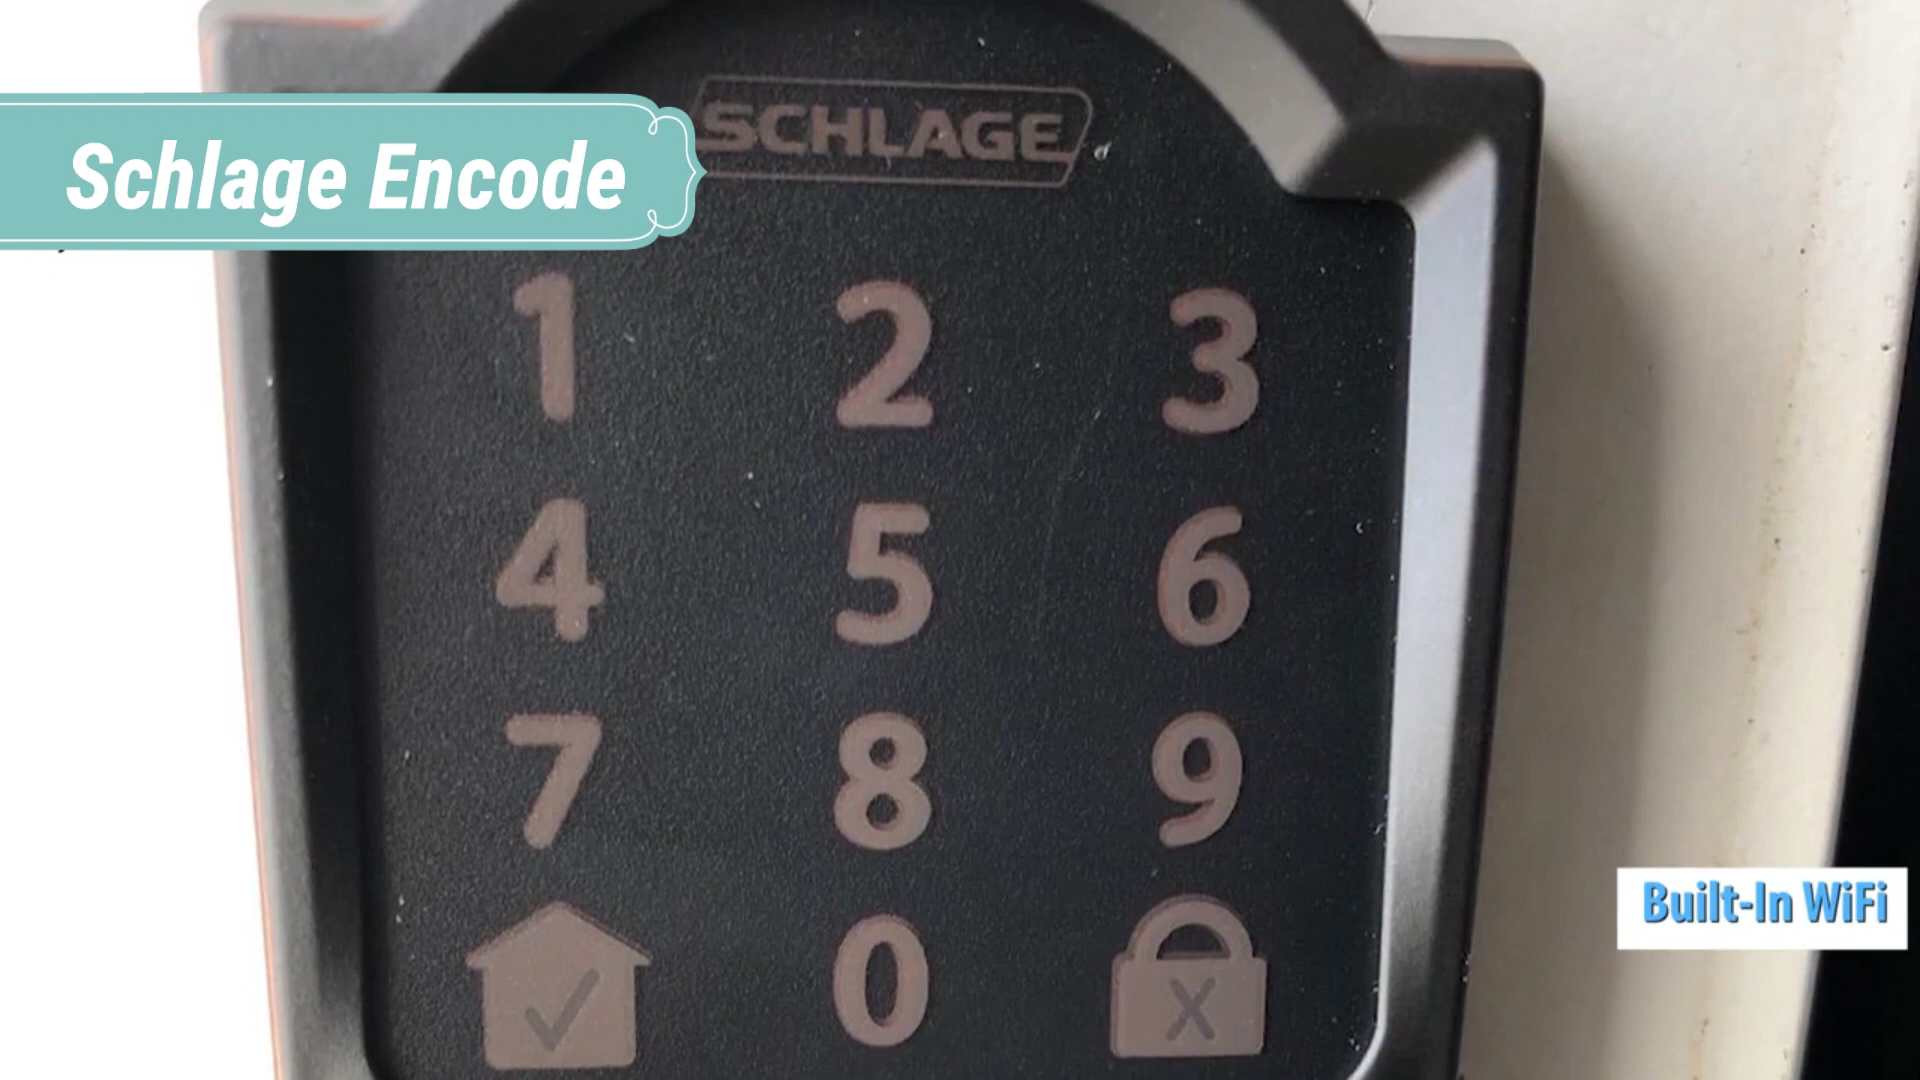 SCHLAGE
Schlage Encode
1 2 3
4 5 6
7 8 9
0 X
Built-In WiFi